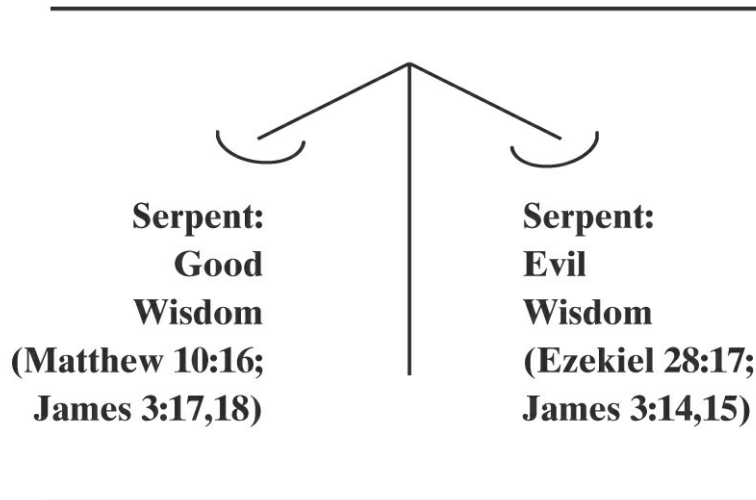 Serpent:
Good
Wisdom
(Matthew 10:16;
James 3:17,18)
Serpent:
Evil
Wisdom
(Ezekiel 28:17;
James 3:14,15)